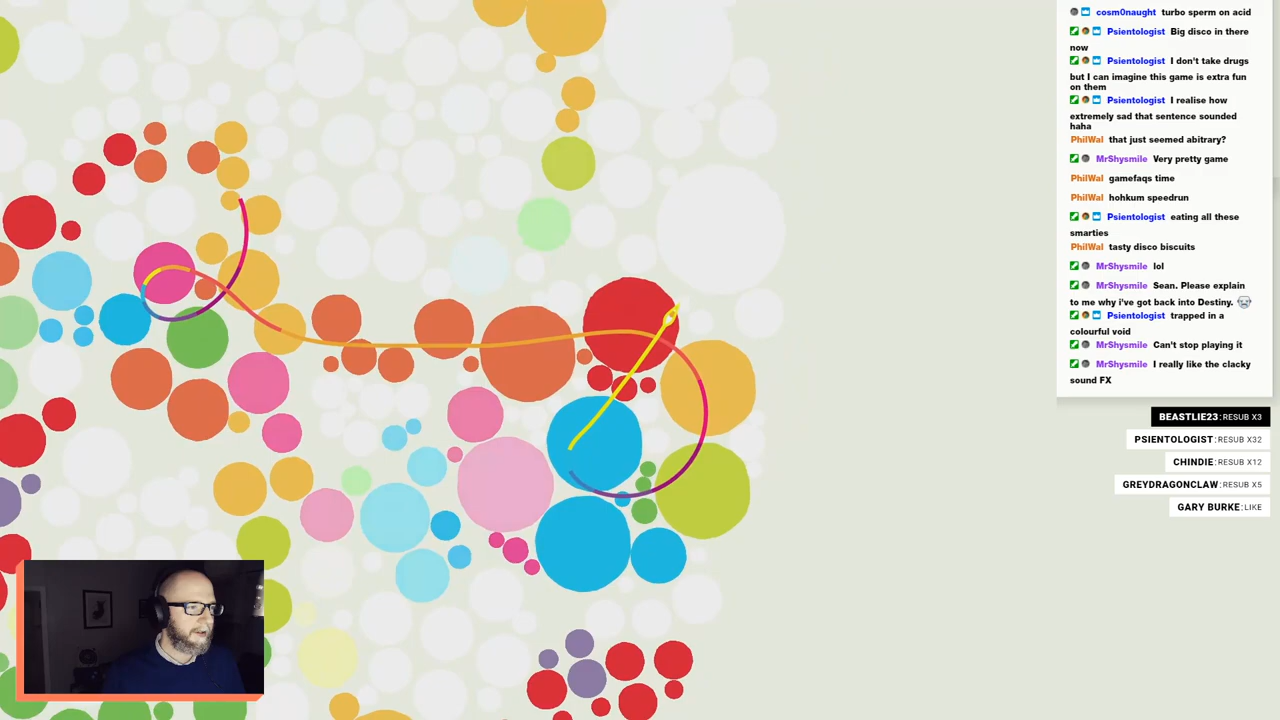 cosm0naught turbo sperm on acid
Psientologist Big disco in there
now
Psientologist I don't take drugs
but I can imagine this game is extra fun
on them
Psientologist I realise how
extremely sad that sentence sounded
haha
PhilWal that just seemed abitrary?
MrShysmile Very pretty game
PhilWal gamefaqs time
PhilWal hohkum speedrun
Psientologist eating all these
smarties
PhilWal tasty disco biscuits
MrShysmile lol
MrShysmile Sean. Please explain
to me why i've got back into Destiny.
Psientologist trapped in a
colourful void
MrShysmile Can't stop playing it
MrShysmile I really like the clacky
sound FX
BEASTLIE23: RESUB X3
PSIENTOLOGIST: RESUB X32
CHINDIE: RESUB X12
GREYDRAGONCLAW: RESUB X5
GARY BURKE: LIKE